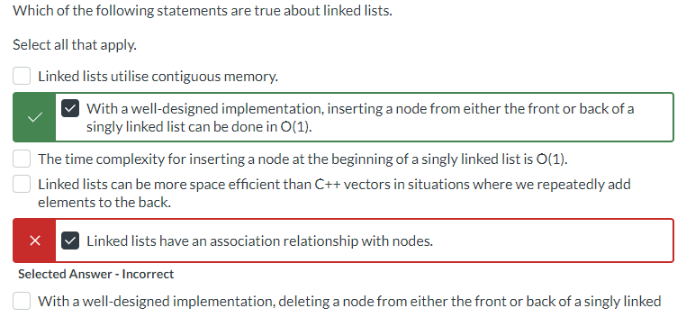 Which of the following statements are true about linked lists.
Select all that apply.
Linked lists utilise contiguous memory.
With a well-designed implementation, inserting a node from either the front or back of a
singly linked list can be done in O(1).
The time complexity for inserting a node at the beginning of a singly linked list is O(1).
Linked lists can be more space efficient than C++ vectors in situations where we repeatedly add
elements to the back.
Linked lists have an association relationship with nodes.
Selected Answer - Incorrect
With a well-designed implementation, deleting a node from either the front or back of a singly linked